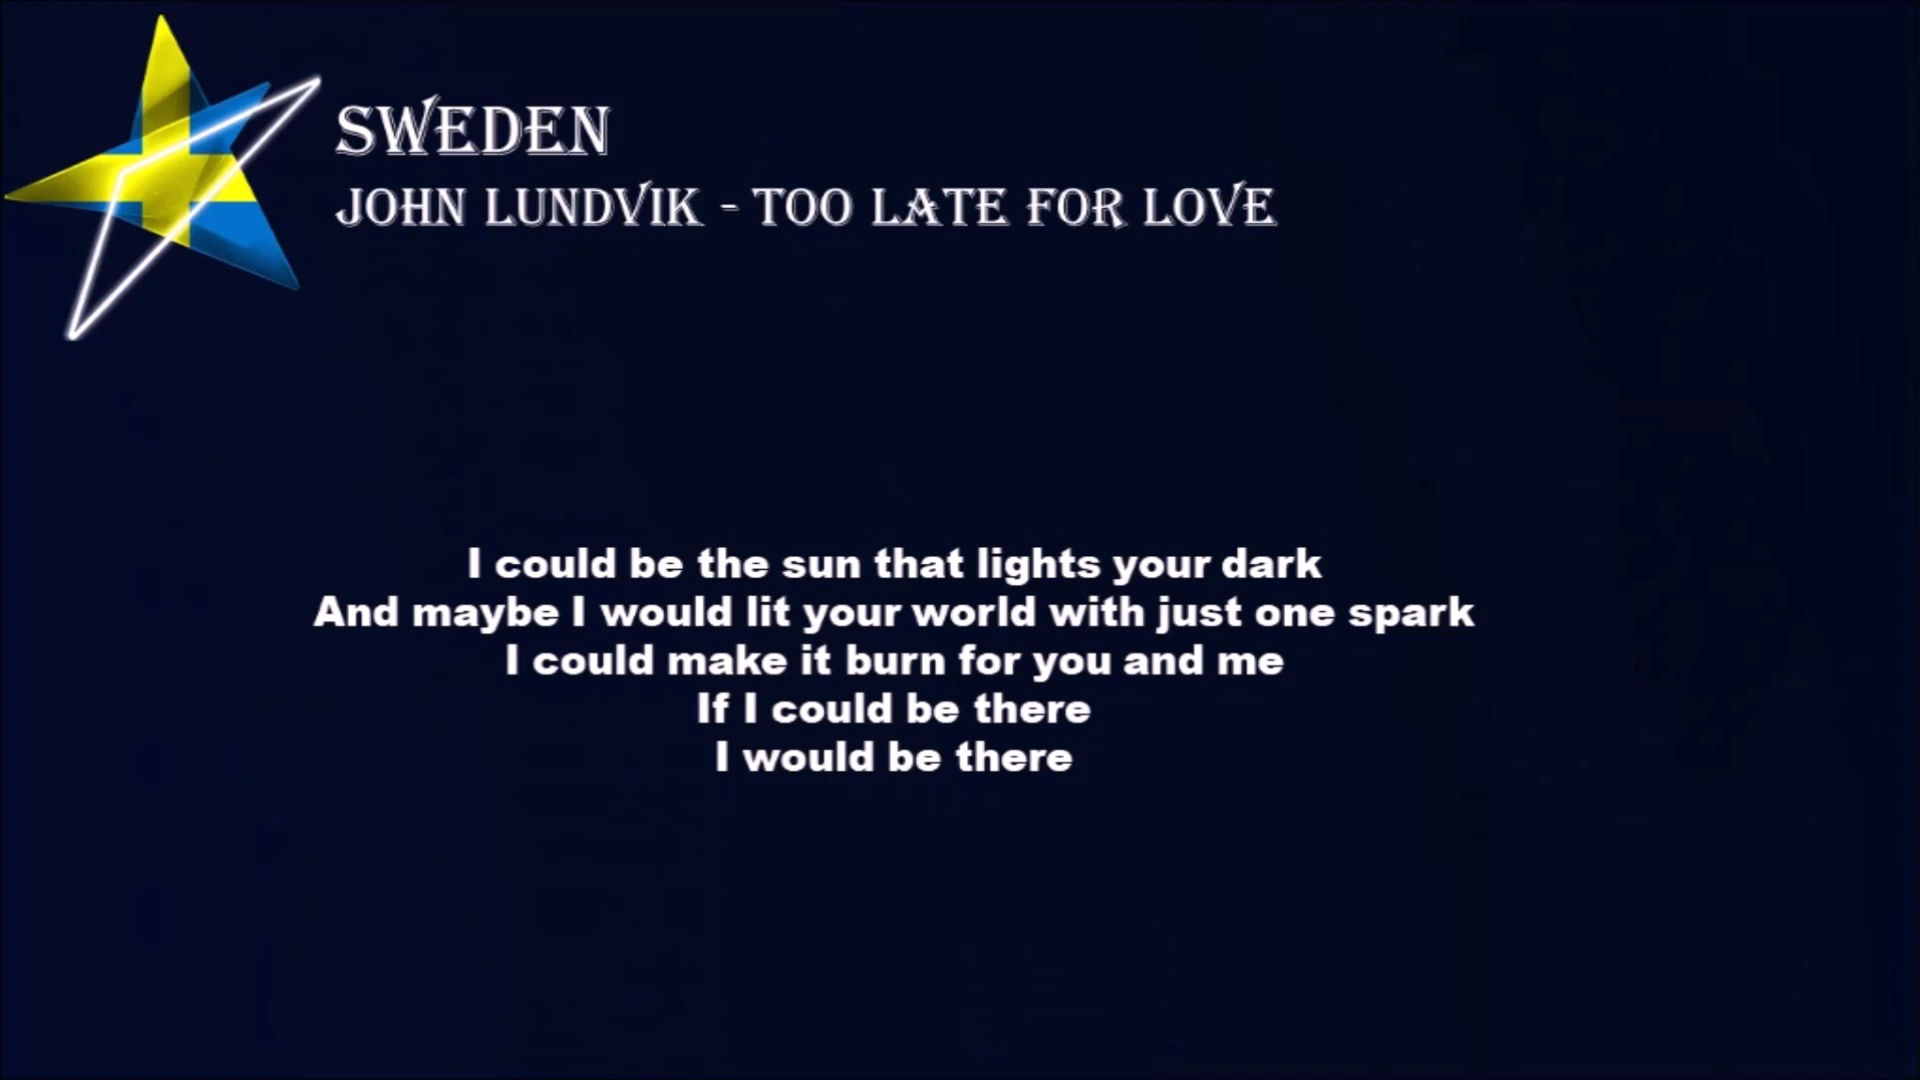 SWEDEN
JOHN LUNDVIK - TOO LATE FOR LOVE
I could be the sun that lights your dark
And maybe I would lit your world with just one spark
I could make it burn for you and me
If I could be there
I would be there